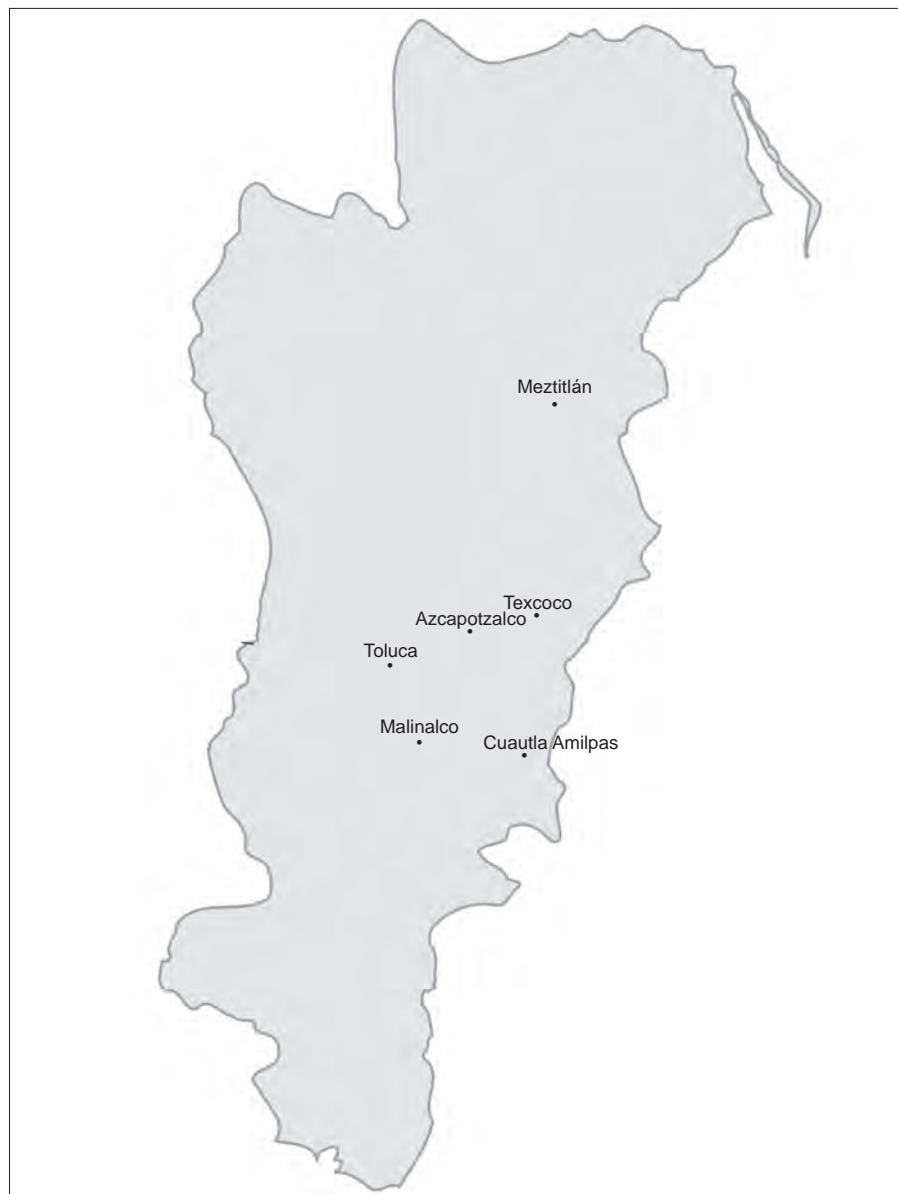 Meztitlán
Texcoco
Azcapotzalco
Toluca
Malinalco
Cuautla Amilpas